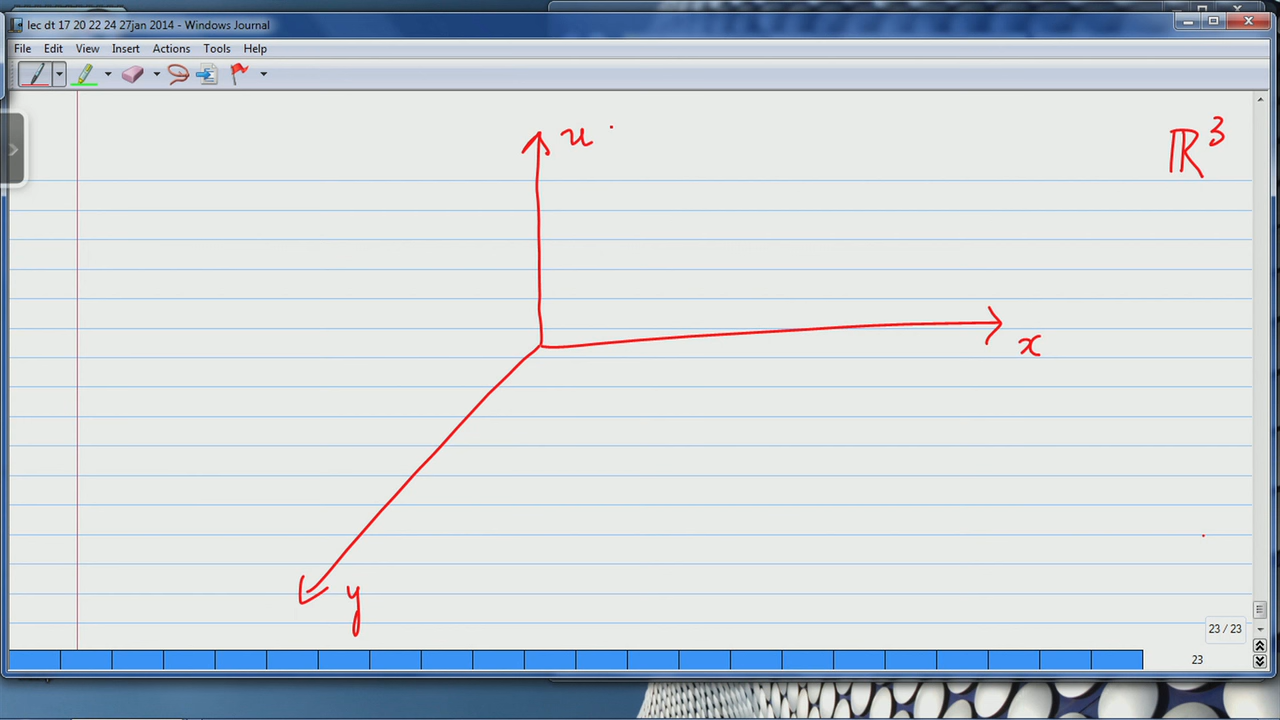 lec dt 17 20 22 24 27jan 2014 - Windows Journal
File Edit View Insert Actions Tools Help
u
ℝ³
x
y
23 / 23
23